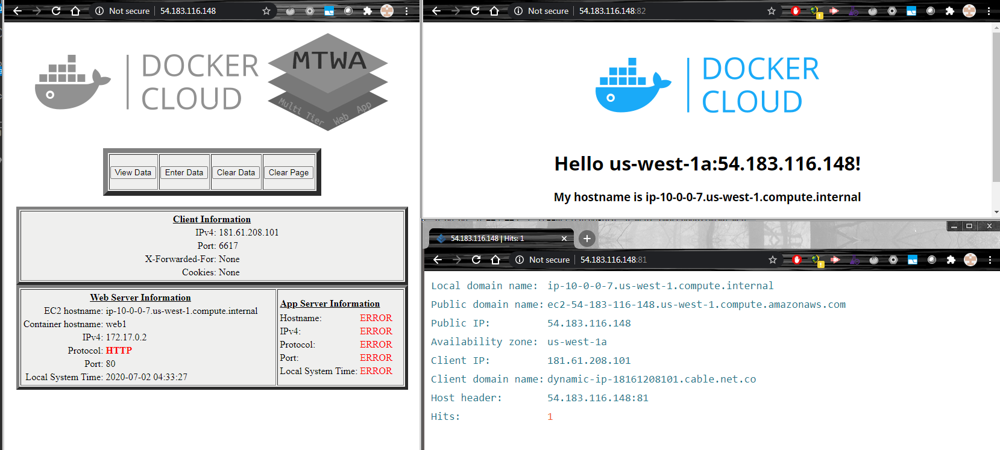 Not secure | 54.183.116.148
DOCKER
CLOUD
MTWA
Multi Tier Web App
View Data Enter Data Clear Data Clear Page
Client Information
IPv4: 181.61.208.101
Port: 6617
X-Forwarded-For: None
Cookies: None
Web Server Information
EC2 hostname: ip-10-0-0-7.us-west-1.compute.internal
Container hostname: web1
IPv4: 172.17.0.2
Protocol: HTTP
Port: 80
Local System Time: 2020-07-02 04:33:27
App Server Information
Hostname: ERROR
IPv4: ERROR
Protocol: ERROR
Port: ERROR
Local System Time: ERROR
Not secure | 54.183.116.148:82
DOCKER
CLOUD
Hello us-west-1a:54.183.116.148!
My hostname is ip-10-0-0-7.us-west-1.compute.internal
54.183.116.148 | Hits: 1
Not secure | 54.183.116.148:81
Local domain name: ip-10-0-0-7.us-west-1.compute.internal
Public domain name: ec2-54-183-116-148.us-west-1.compute.amazonaws.com
Public IP: 54.183.116.148
Availability zone: us-west-1a
Client IP: 181.61.208.101
Client domain name: dynamic-ip-18161208101.cable.net.co
Host header: 54.183.116.148:81
Hits: 1